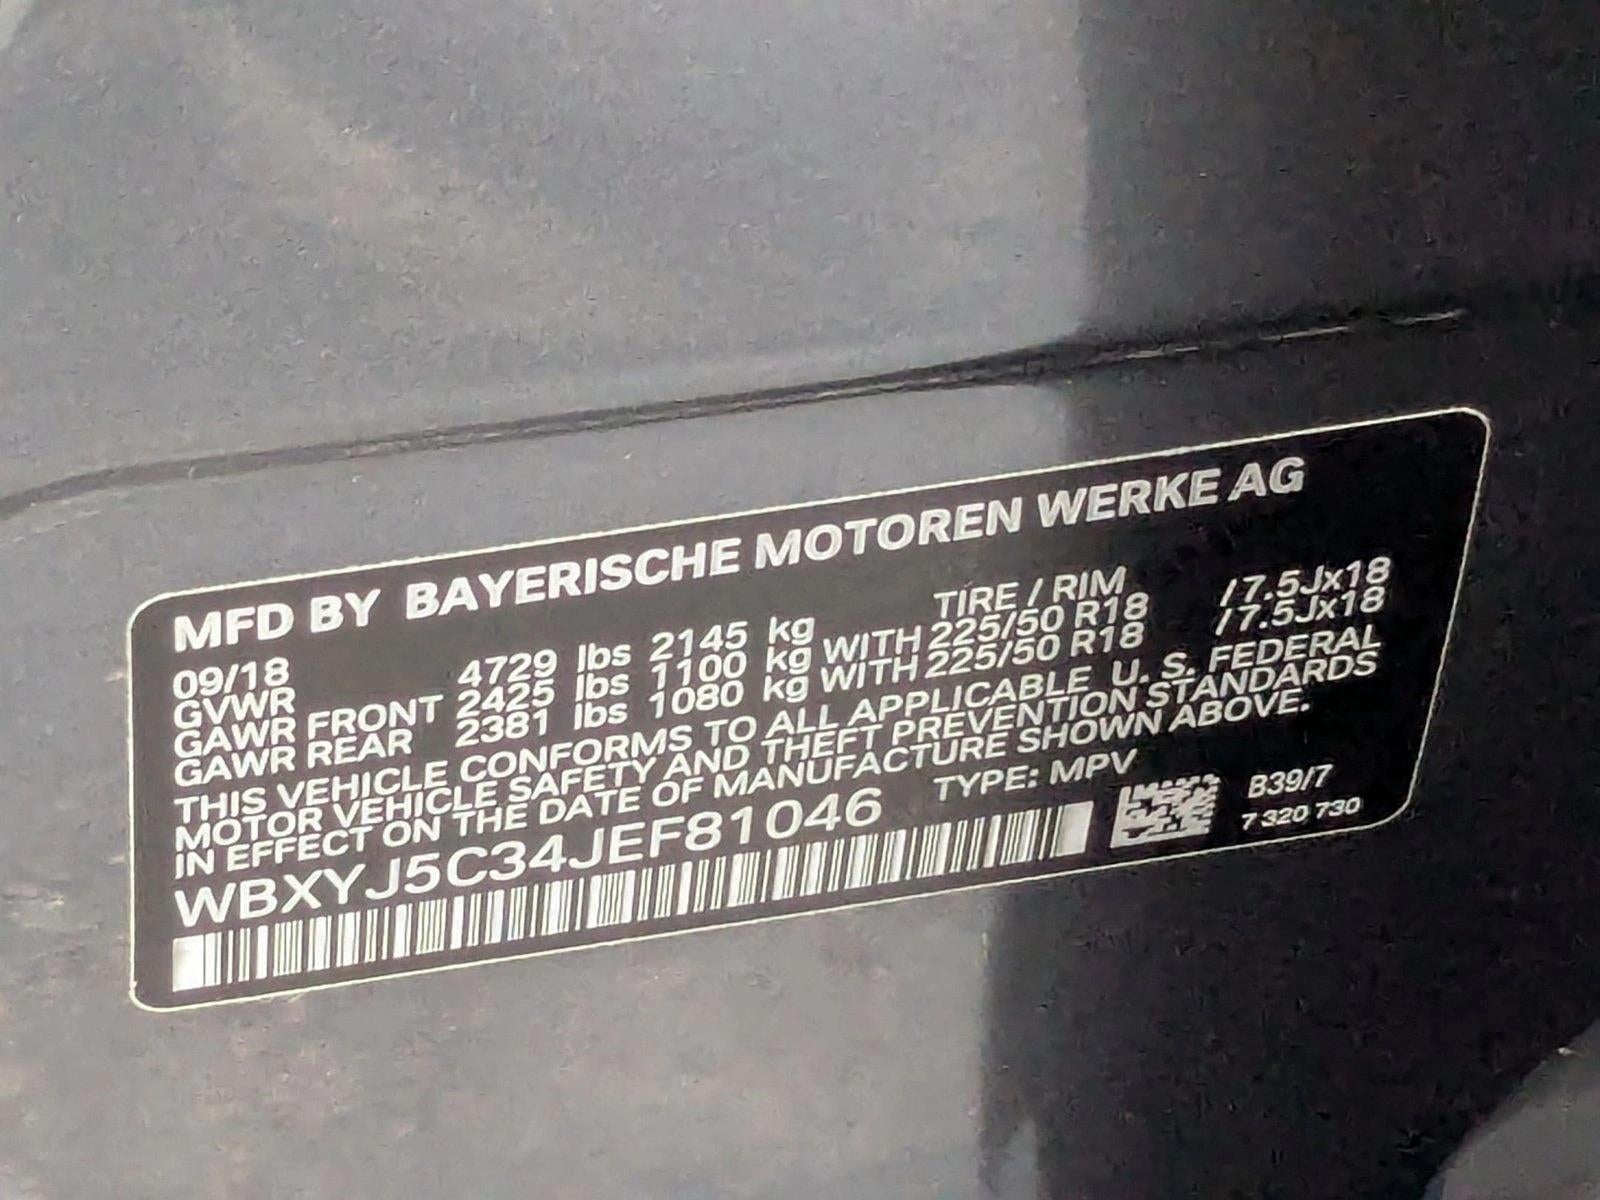 MFD BY BAYERISCHE MOTOREN WERKE AG
09/18 TIRE / RIM
GVWR 4729 lbs 2145 kg
GAWR FRONT 2425 lbs 1100 kg WITH 225/50 R18 /7.5Jx18
GAWR REAR 2381 lbs 1080 kg WITH 225/50 R18 /7.5Jx18
THIS VEHICLE CONFORMS TO ALL APPLICABLE U. S. FEDERAL
MOTOR VEHICLE SAFETY AND THEFT PREVENTION STANDARDS
IN EFFECT ON THE DATE OF MANUFACTURE SHOWN ABOVE.
WBXYJ5C34JEF81046 TYPE: MPV
B39/7
7 320 730